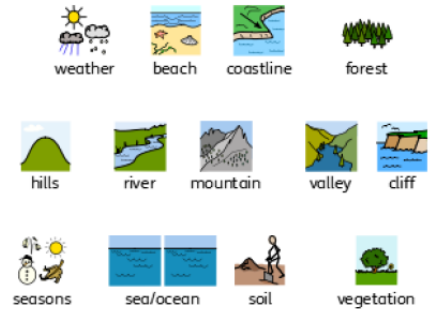 weather beach coastline forest
hills river mountain valley cliff
seasons sea/ocean soil vegetation